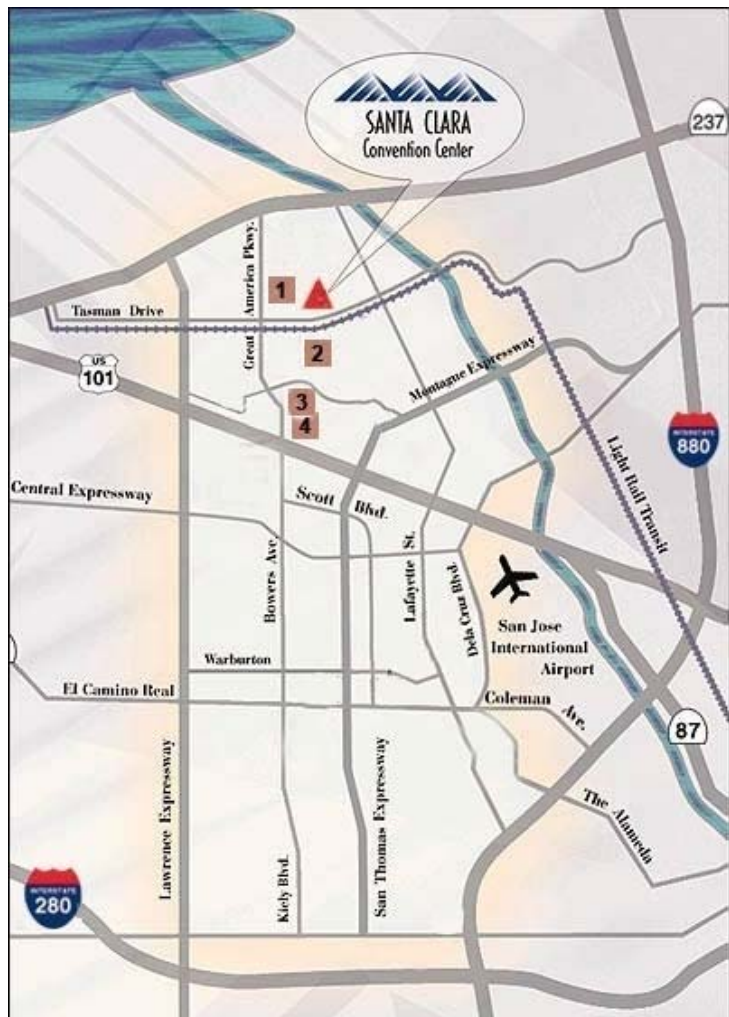 SANTA CLARA
Convention Center
237
Great America Pkwy.
1
Tasman Drive
2
US
101
Montague Expressway
3
4
INTERSTATE
880
Light Rail Transit
Central Expressway
Scott Blvd.
Bowers Ave.
Lafayette St.
Dela Cruz Blvd.
San Jose
International
Airport
Warburton
El Camino Real
Coleman Ave.
87
Lawrence Expressway
San Thomas Expressway
The Alameda
Kiely Blvd.
INTERSTATE
280